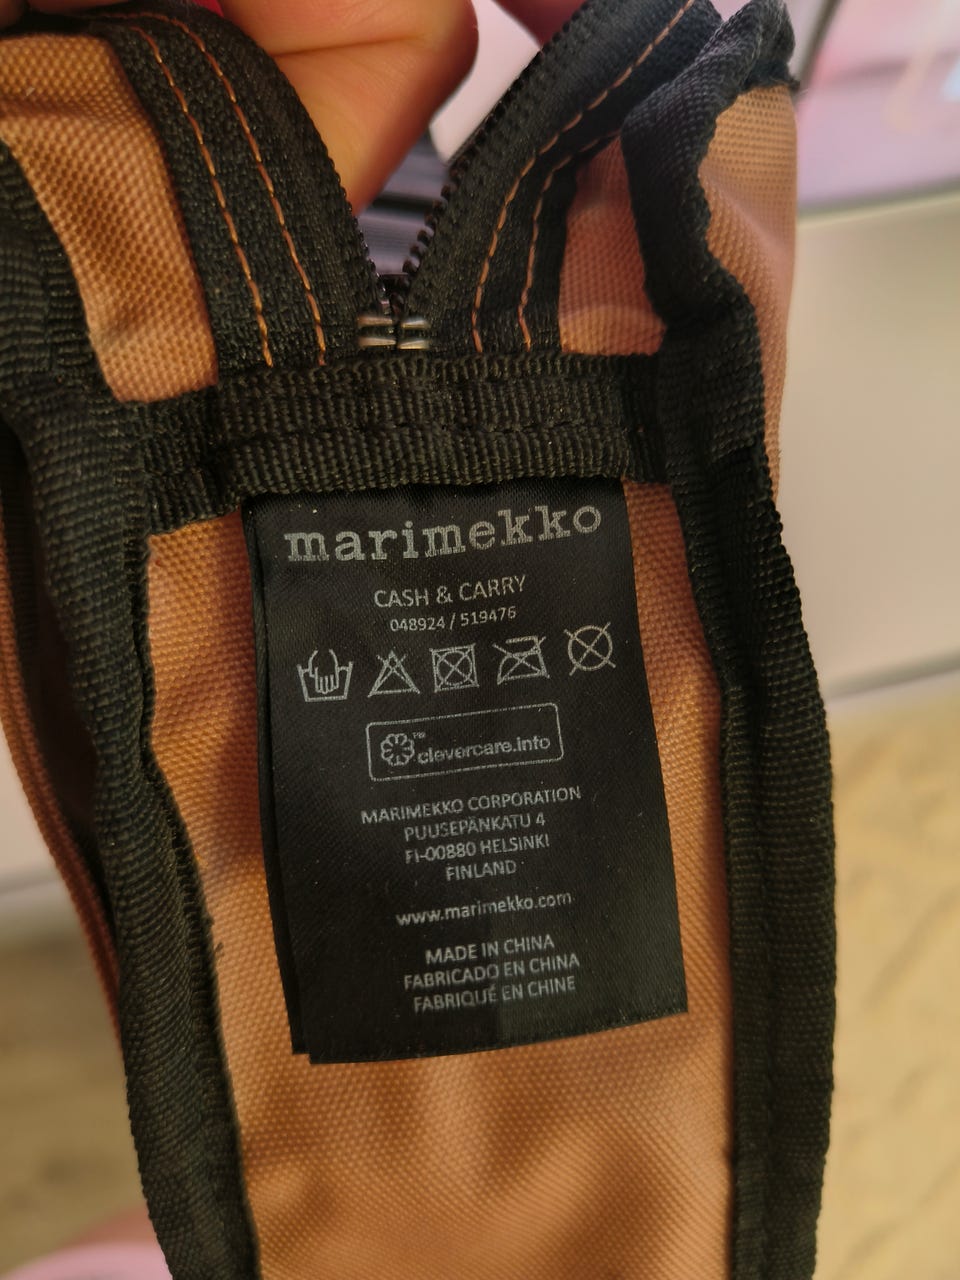 marimekko
CASH & CARRY
048924 / 519476
™
clevercare.info
MARIMEKKO CORPORATION
PUUSEPÄNKATU 4
FI-00880 HELSINKI
FINLAND
www.marimekko.com
MADE IN CHINA
FABRICADO EN CHINA
FABRIQUÉ EN CHINE